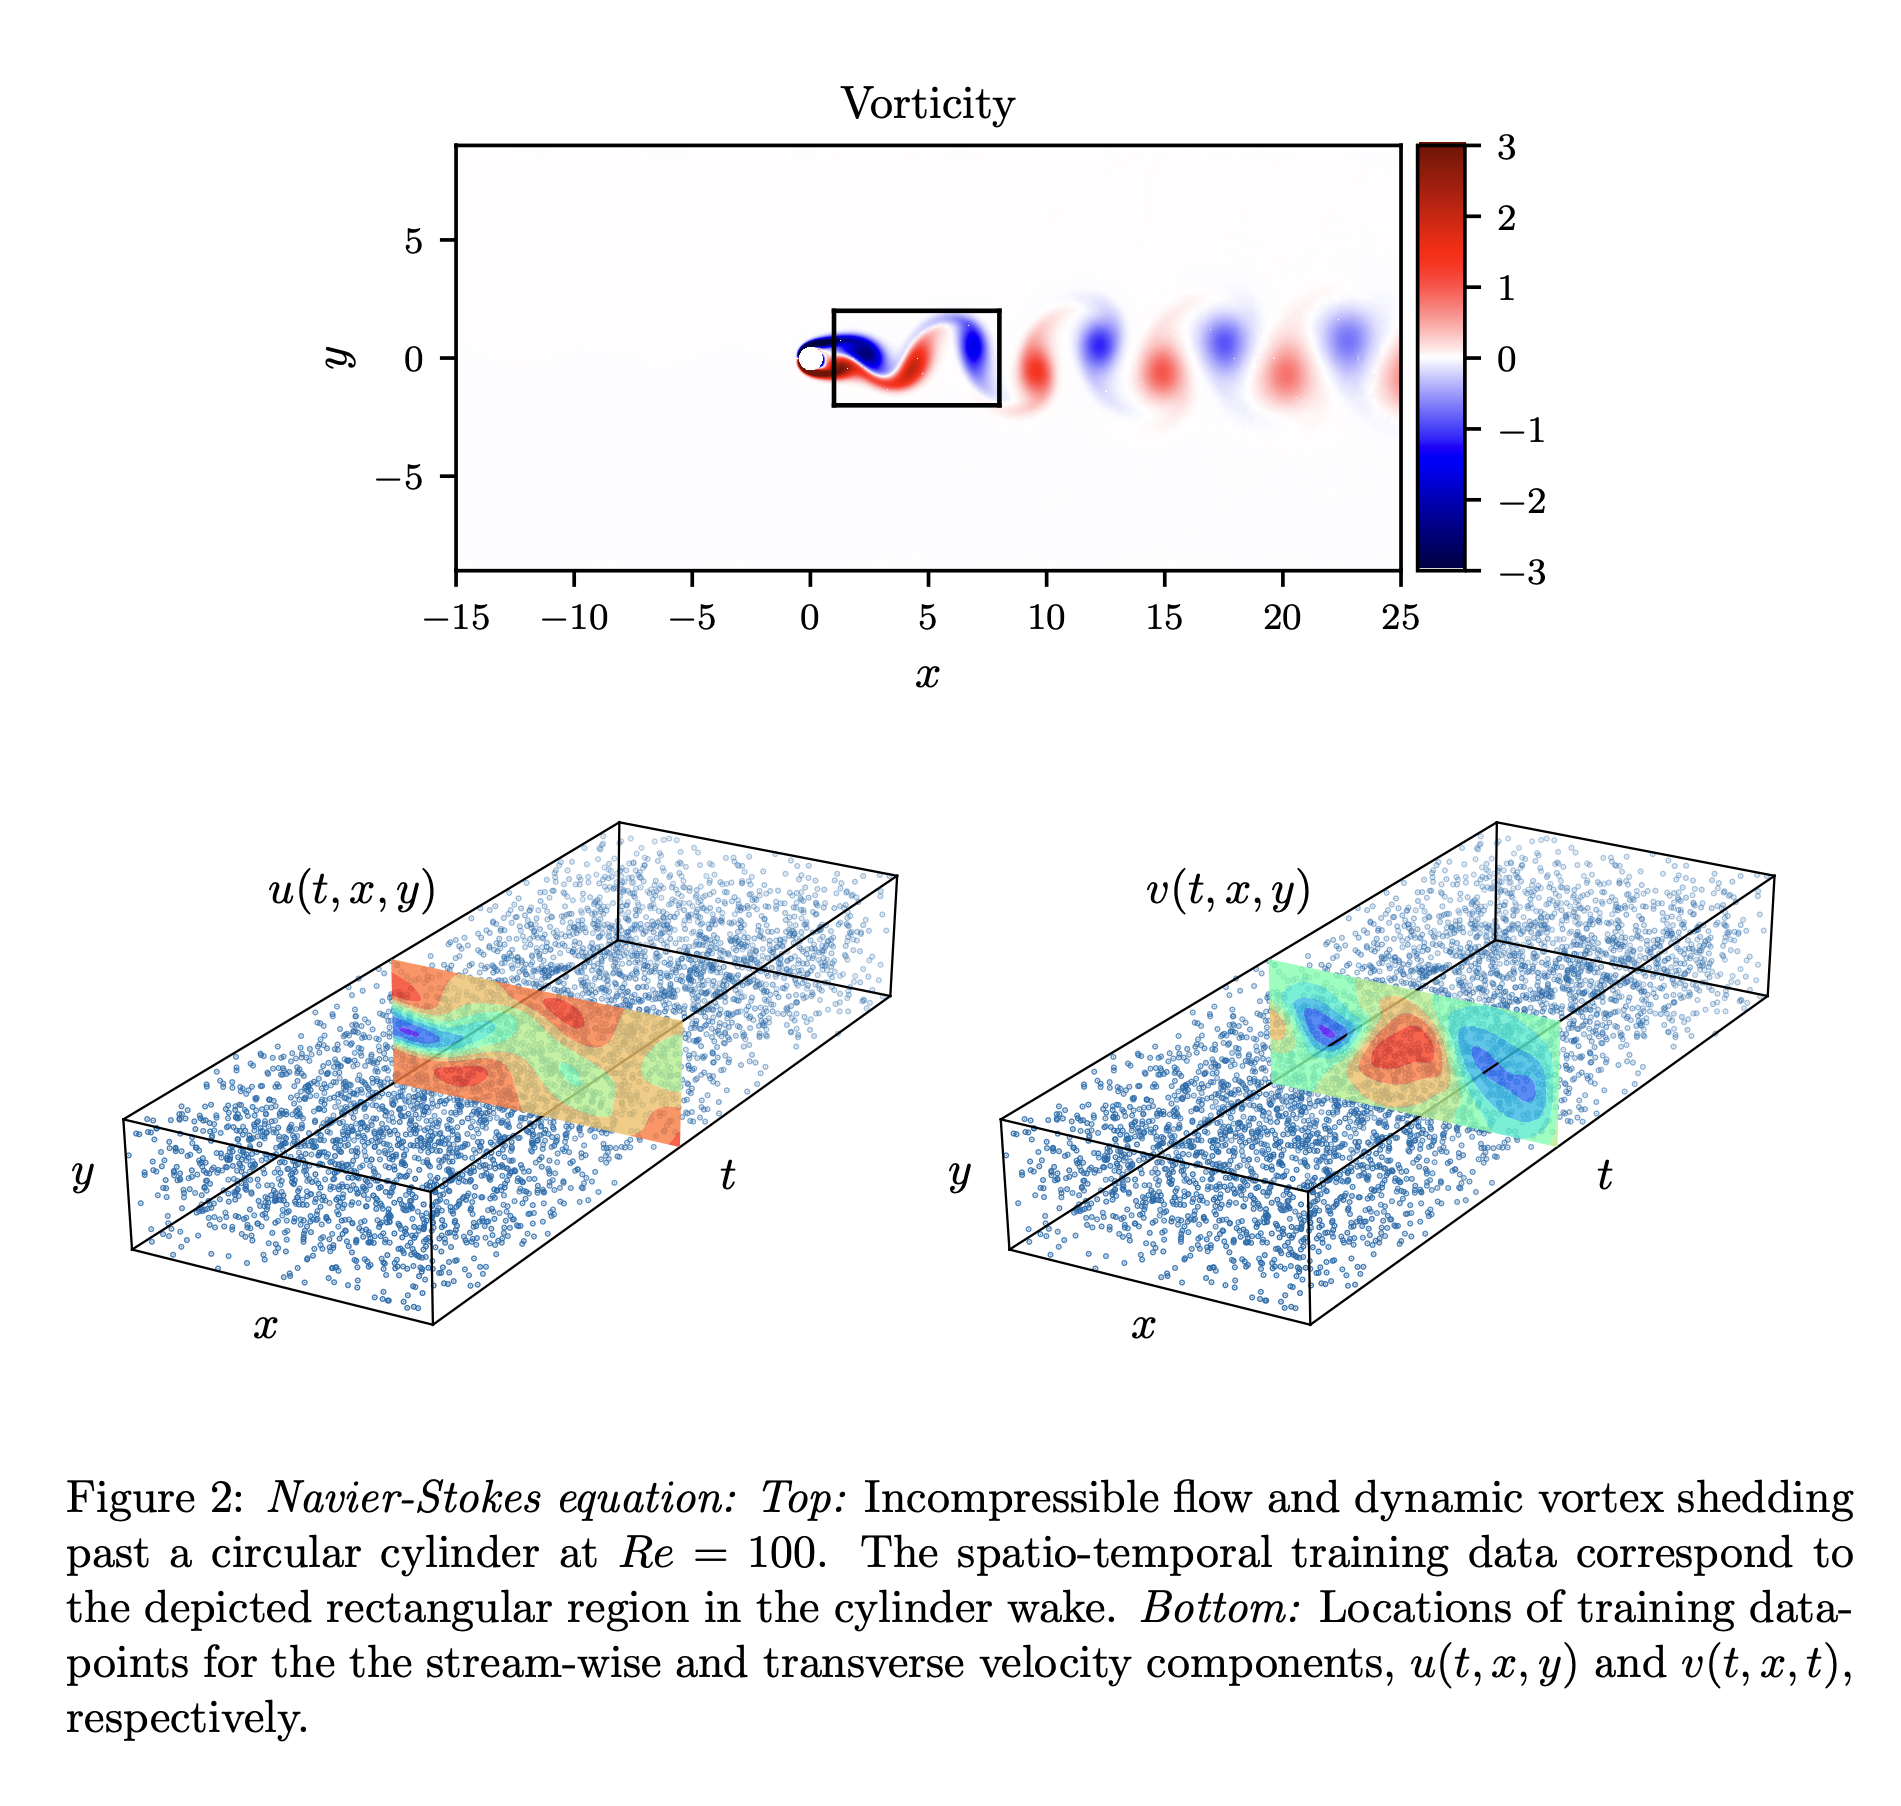 Vorticity
3
2
1
0
−1
−2
−3
5
0
−5
y
−15 −10 −5 0 5 10 15 20 25
x
u(t, x, y)
y
x
t
v(t, x, y)
y
x
t
Figure 2: Navier-Stokes equation: Top: Incompressible flow and dynamic vortex shedding
past a circular cylinder at Re = 100. The spatio-temporal training data correspond to
the depicted rectangular region in the cylinder wake. Bottom: Locations of training data-
points for the the stream-wise and transverse velocity components, u(t, x, y) and v(t, x, t),
respectively.